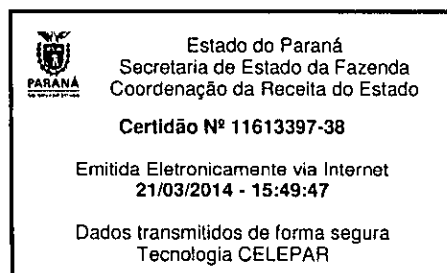 Estado do Paraná
Secretaria de Estado da Fazenda
PARANÁ
Coordenação da Receita do Estado
Certidão Nº 11613397-38
Emitida Eletronicamente via Internet
21/03/2014 - 15:49:47
Dados transmitidos de forma segura
Tecnologia CELEPAR